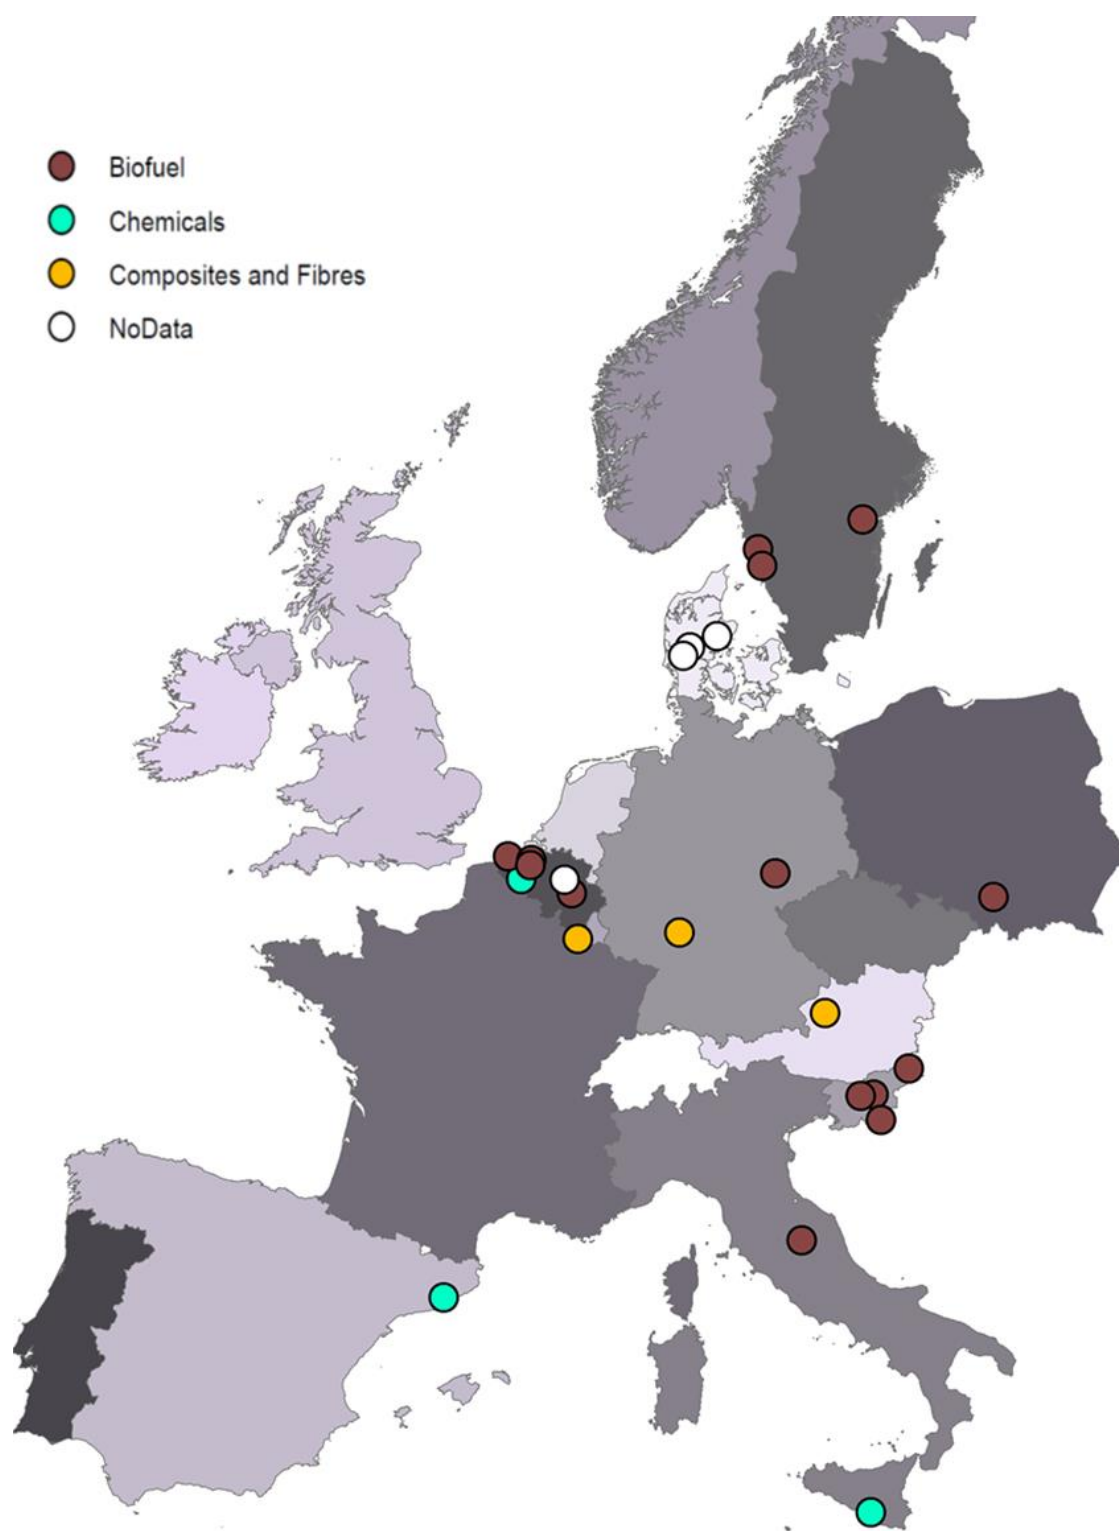 Biofuel
Chemicals
Composites and Fibres
NoData